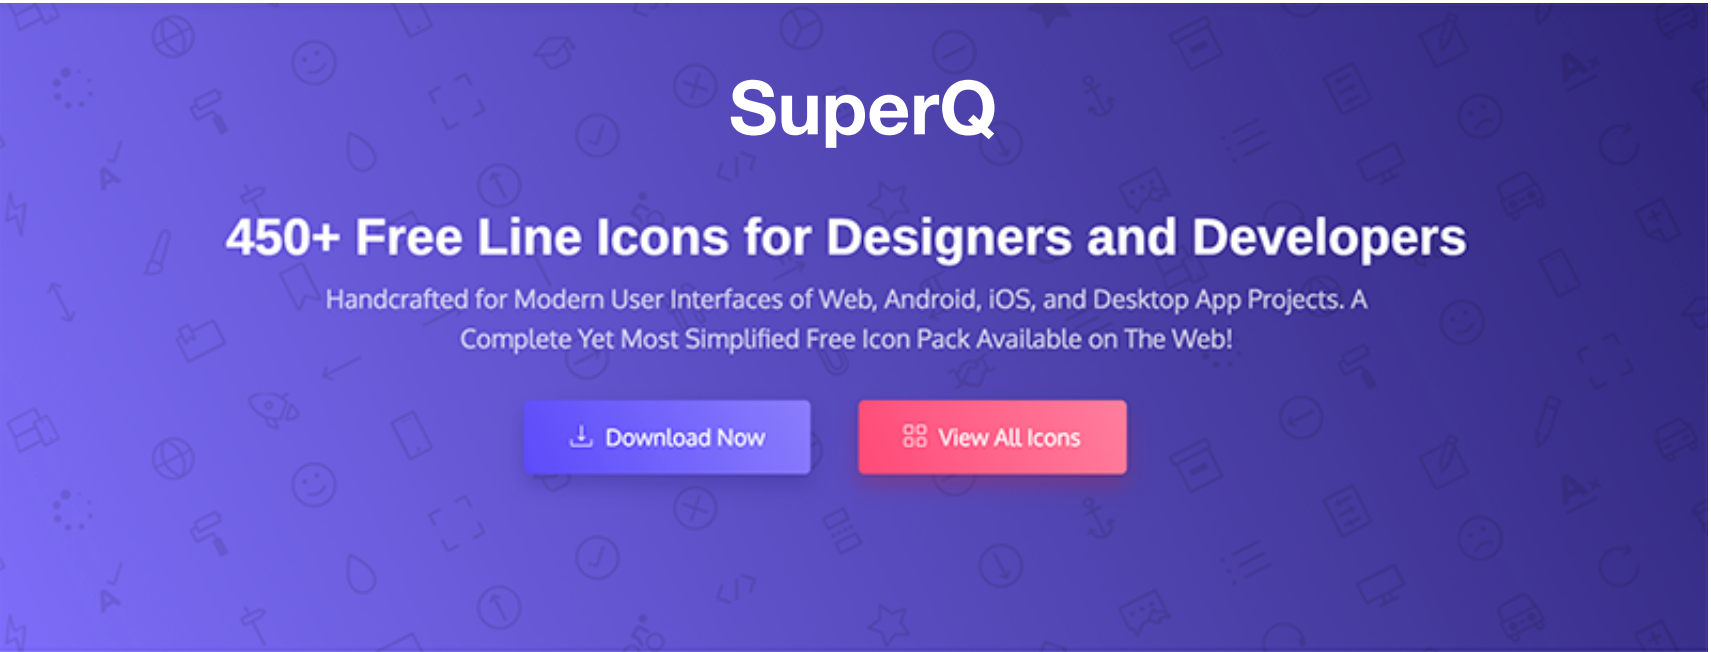 SuperQ
450+ Free Line Icons for Designers and Developers
Handcrafted for Modern User Interfaces of Web, Android, iOS, and Desktop App Projects. A
Complete Yet Most Simplified Free Icon Pack Available on The Web!
Download Now
View All Icons